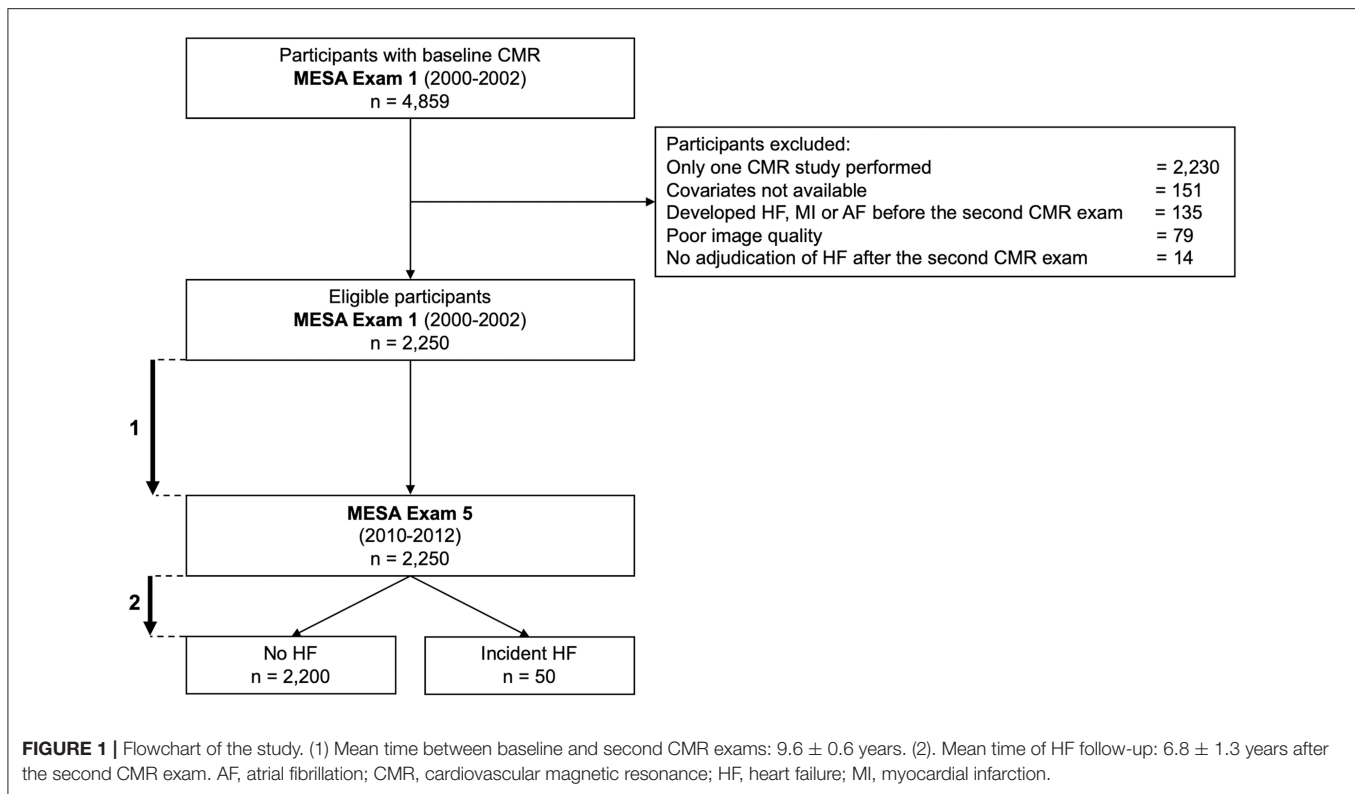 Participants with baseline CMR
MESA Exam 1 (2000-2002)
n = 4,859
Participants excluded:
Only one CMR study performed = 2,230
Covariates not available = 151
Developed HF, MI or AF before the second CMR exam = 135
Poor image quality = 79
No adjudication of HF after the second CMR exam = 14
Eligible participants
MESA Exam 1 (2000-2002)
n = 2,250
1
MESA Exam 5
(2010-2012)
n = 2,250
2
No HF
n = 2,200
Incident HF
n = 50
FIGURE 1 | Flowchart of the study. (1) Mean time between baseline and second CMR exams: 9.6 ± 0.6 years. (2). Mean time of HF follow-up: 6.8 ± 1.3 years after
the second CMR exam. AF, atrial fibrillation; CMR, cardiovascular magnetic resonance; HF, heart failure; MI, myocardial infarction.